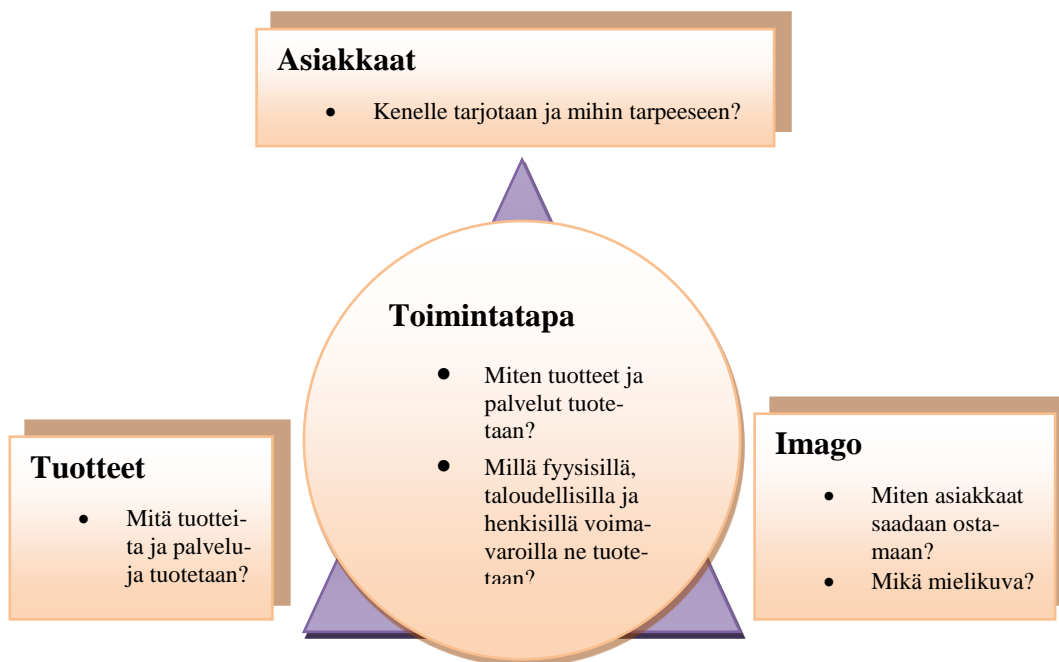 Asiakkaat
• Kenelle tarjotaan ja mihin tarpeeseen?
Toimintatapa
• Miten tuotteet ja
palvelut tuote-
taan?
• Millä fyysisillä,
taloudellisilla ja
henkisillä voima-
varoilla ne tuote-
taan?
Tuotteet
• Mitä tuottei-
ta ja palvelu-
ja tuotetaan?
Imago
• Miten asiakkaat
saadaan osta-
maan?
• Mikä mielikuva?